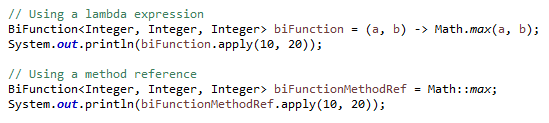 // Using a lambda expression
BiFunction<Integer, Integer, Integer> biFunction = (a, b) -> Math.max(a, b);
System.out.println(biFunction.apply(10, 20));
// Using a method reference
BiFunction<Integer, Integer, Integer> biFunctionMethodRef = Math::max;
System.out.println(biFunctionMethodRef.apply(10, 20));